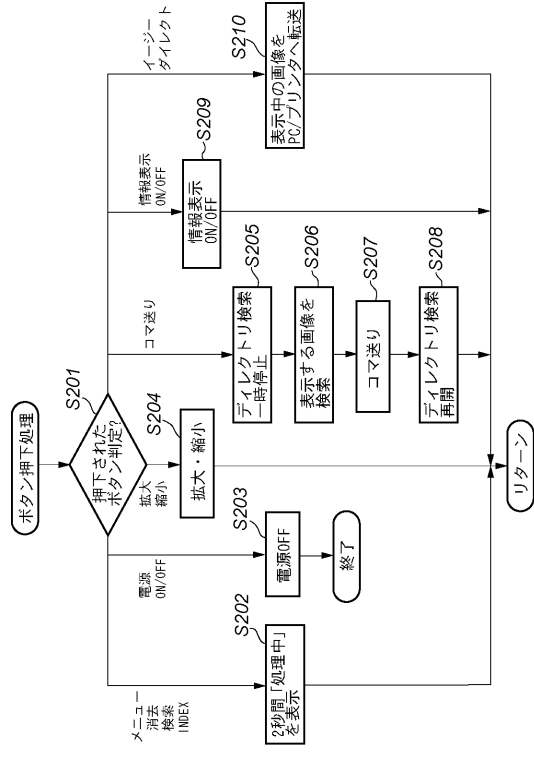 ボタン押下処理
S201
押下された
ボタン判定?
メニュー
消去
検索
INDEX
S202
2秒間「処理中」
を表示
電源
ON/OFF
S203
電源OFF
終了
拡大
縮小
S204
拡大・縮小
コマ送り
S205
ディレクトリ検索
一時停止
S206
表示する画像を
検索
S207
コマ送り
S208
ディレクトリ検索
再開
情報表示
ON/OFF
S209
情報表示
ON/OFF
イージー
ダイレクト
S210
表示中の画像を
PC/プリンタへ転送
リターン